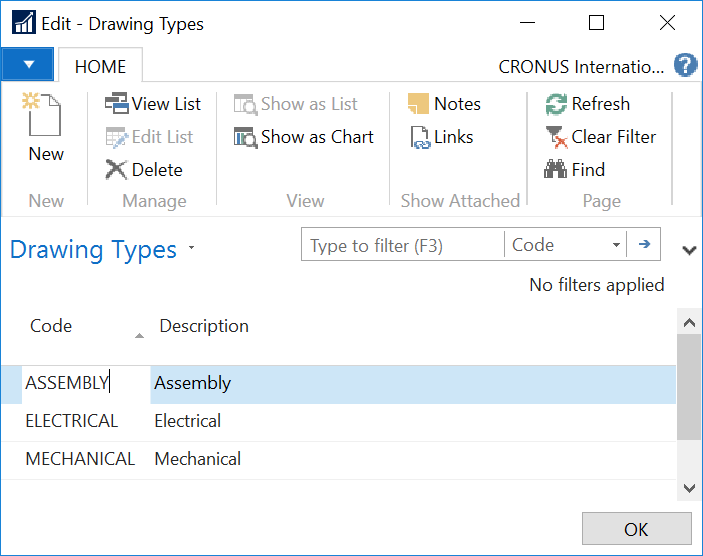 Edit - Drawing Types
HOME
CRONUS Internatio...
?
New
View List
Edit List
Delete
Show as List
Show as Chart
Notes
Links
Refresh
Clear Filter
Find
New
Manage
View
Show Attached
Page
Drawing Types
Type to filter (F3)
Code
No filters applied
Code
Description
ASSEMBLY
Assembly
ELECTRICAL
Electrical
MECHANICAL
Mechanical
OK